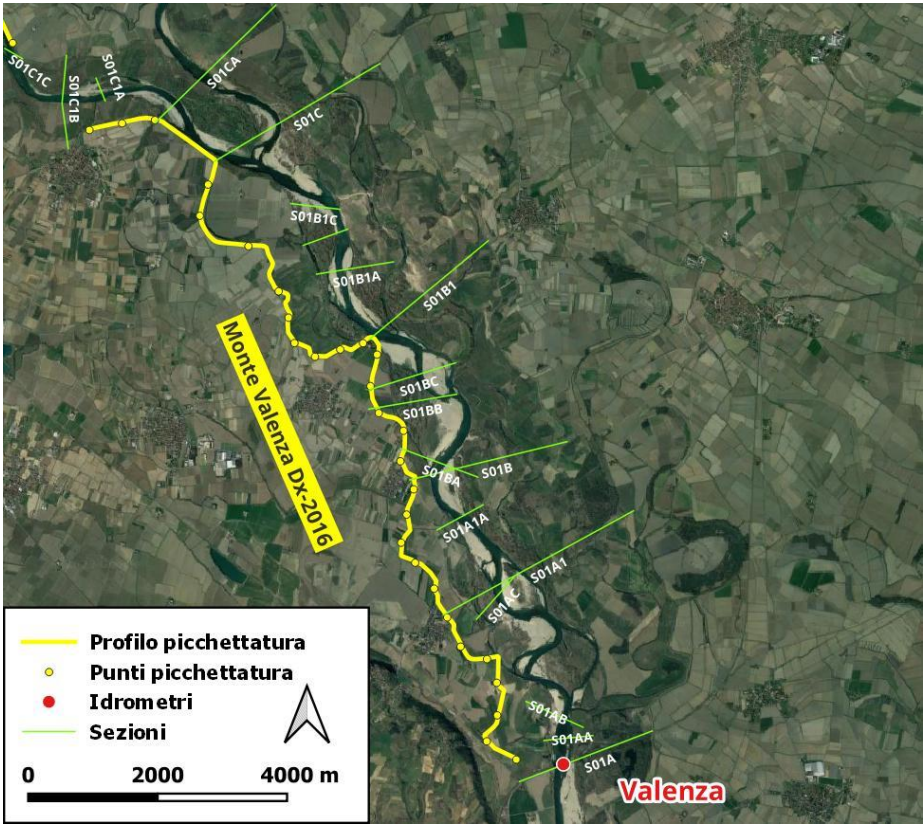 S01CA
S01C1C
S01C1B
S01C1A
S01C
S01B1C
S01B1A
S01B1
Monte Valenza Dx-2016
S01BC
S01BB
S01B
S01BA
S01A1A
S01A1
S01AC
Profilo picchettatura
Punti picchettatura
Idrometri
Sezioni
0 2000 4000 m
S01AB
S01AA
S01A
Valenza